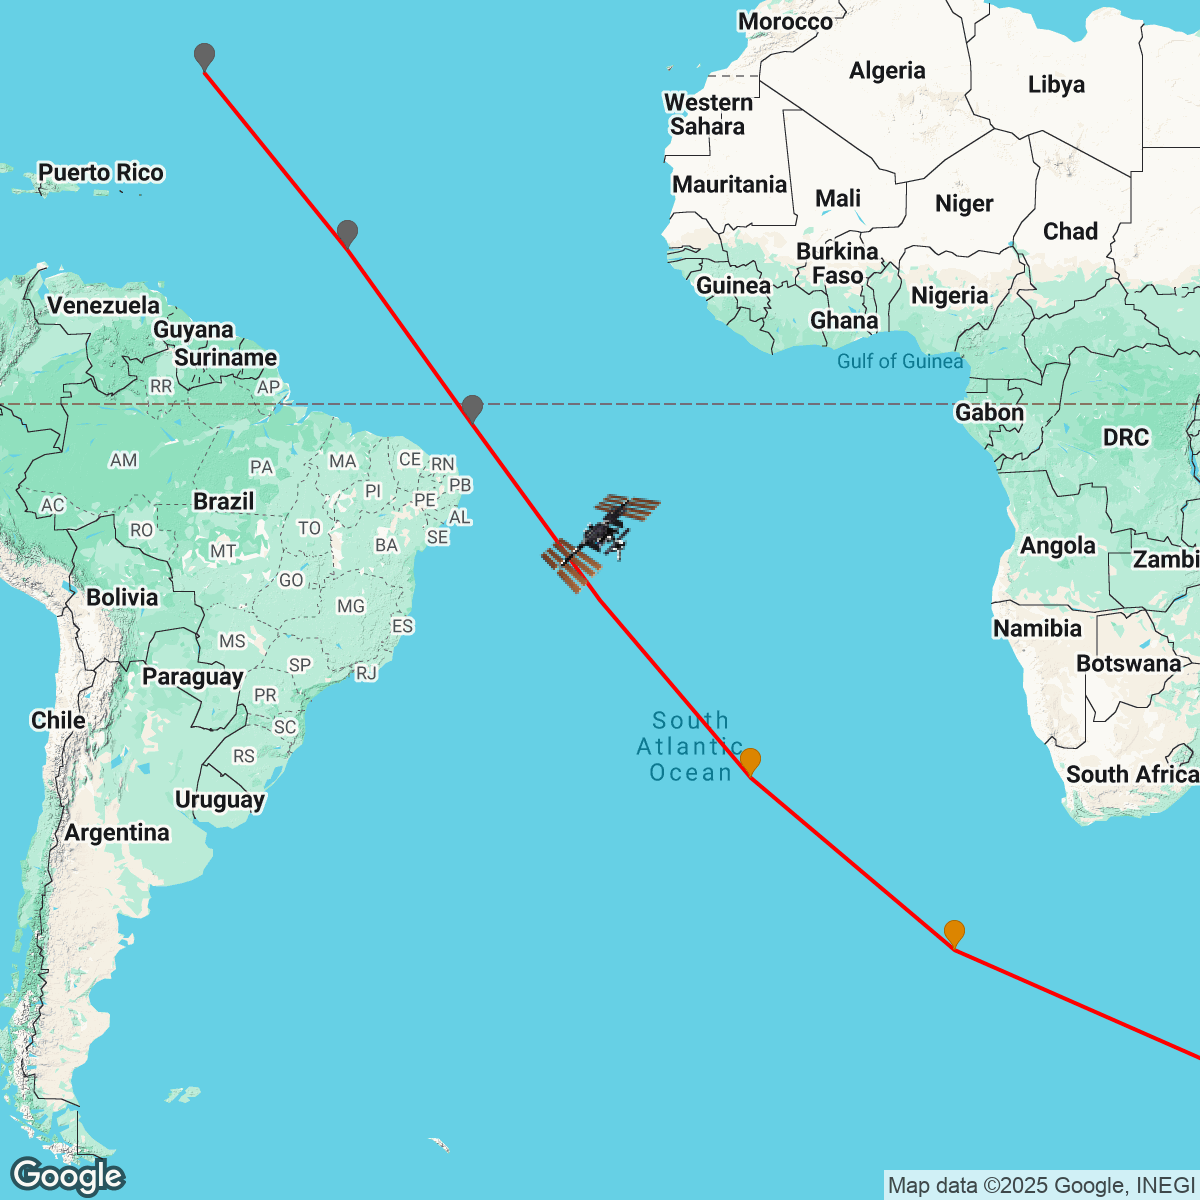 Morocco
Algeria
Libya
Western
Sahara
Puerto Rico
Mauritania
Mali
Niger
Chad
Burkina
Faso
Guinea
Nigeria
Venezuela
Ghana
Guyana
Suriname
Gulf of Guinea
RR
AP
Gabon
DRC
AM
PA
MA
CE
RN
PI
PB
PE
AC
Brazil
AL
RO
TO
SE
MT
BA
Angola
Zambi
GO
Bolivia
MG
ES
Namibia
MS
SP
RJ
Botswana
Paraguay
PR
Chile
SC
South
Atlantic
Ocean
RS
South Africa
Uruguay
Argentina
Google
Map data ©2025 Google, INEGI